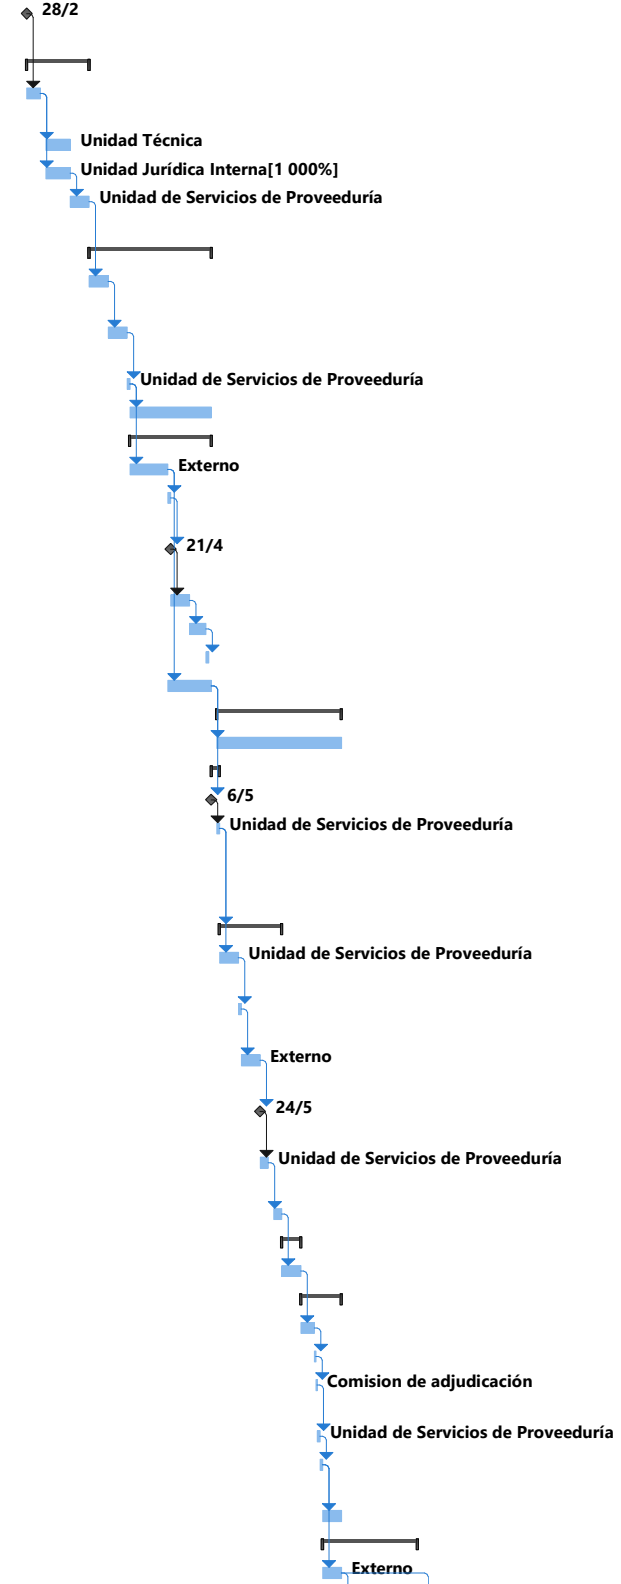 28/2
Unidad Técnica
Unidad Jurídica Interna[1 000%]
Unidad de Servicios de Proveeduría
Unidad de Servicios de Proveeduría
Externo
21/4
6/5
Unidad de Servicios de Proveeduría
Unidad de Servicios de Proveeduría
Externo
24/5
Unidad de Servicios de Proveeduría
Comision de adjudicación
Unidad de Servicios de Proveeduría
Externo